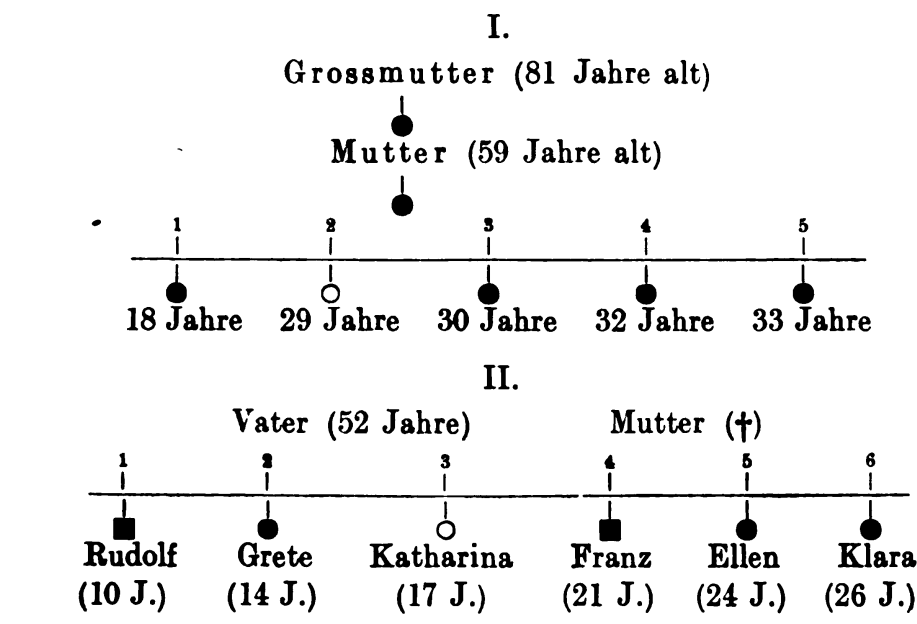 I.
Grossmutter (81 Jahre alt)
Mutter (59 Jahre alt)
1 2 3 4 5
18 Jahre 29 Jahre 30 Jahre 32 Jahre 33 Jahre
II.
Vater (52 Jahre) Mutter (†)
1 2 3 4 5 6
Rudolf Grete Katharina Franz Ellen Klara
(10 J.) (14 J.) (17 J.) (21 J.) (24 J.) (26 J.)